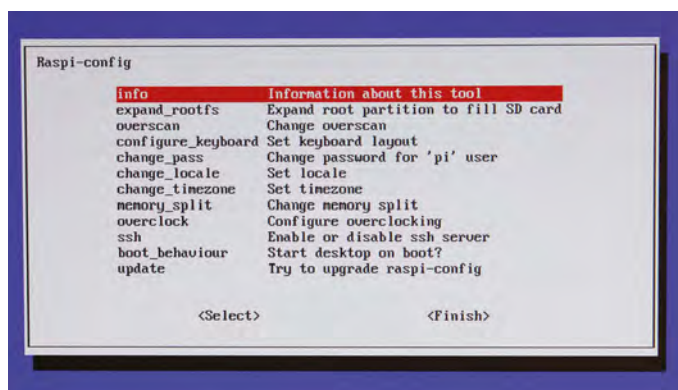 Raspi-config
info Information about this tool
expand_rootfs Expand root partition to fill SD card
overscan Change overscan
configure_keyboard Set keyboard layout
change_pass Change password for 'pi' user
change_locale Set locale
change_timezone Set timezone
memory_split Change memory split
overclock Configure overclocking
ssh Enable or disable ssh server
boot_behaviour Start desktop on boot?
update Try to upgrade raspi-config
<Select> <Finish>